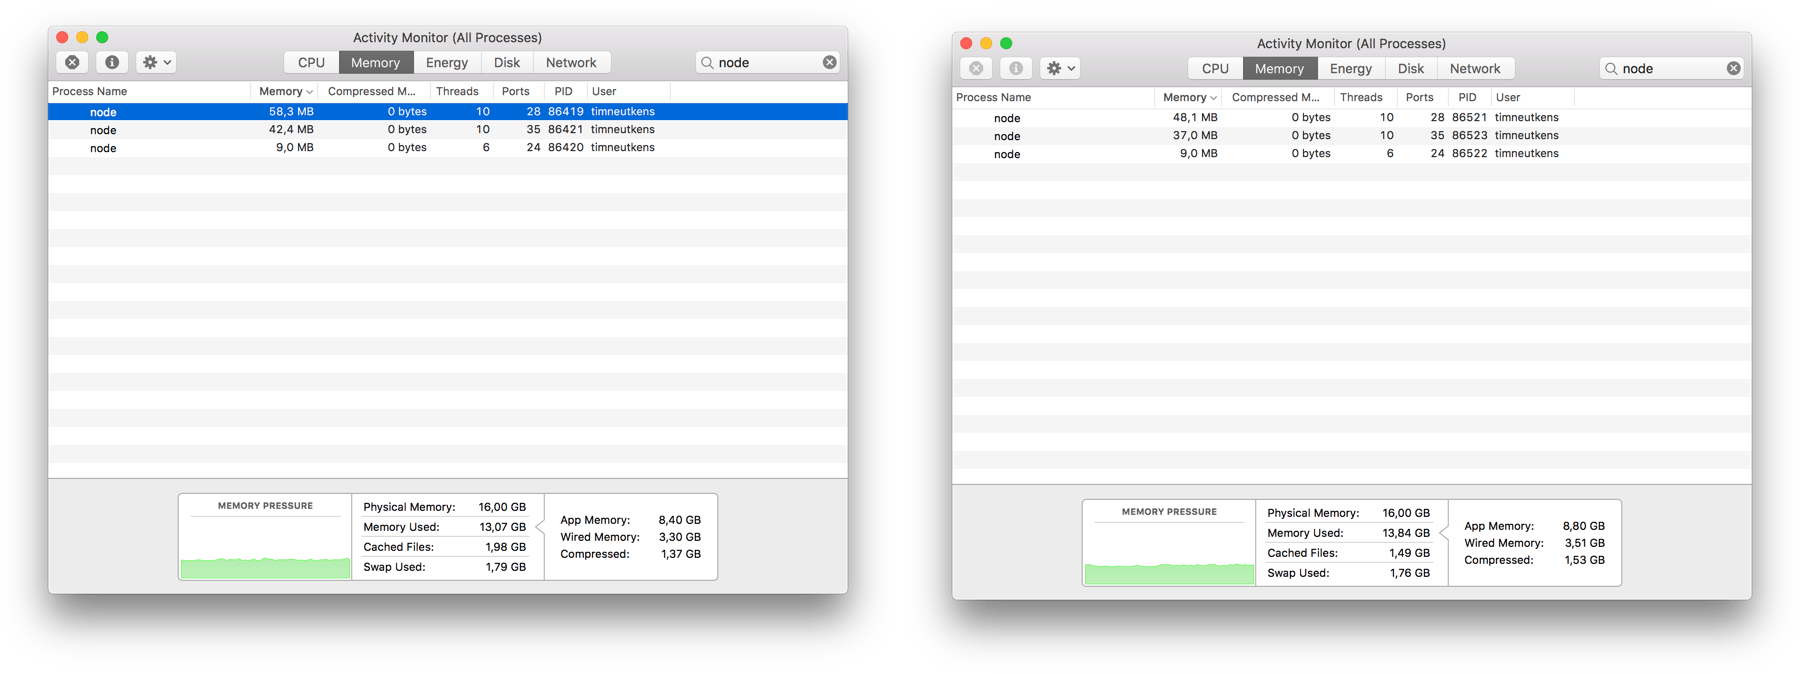 Activity Monitor (All Processes)
CPU Memory Energy Disk Network node
Process Name Memory Compressed M... Threads Ports PID User
node 58,3 MB 0 bytes 10 28 86419 timneutkens
node 42,4 MB 0 bytes 10 35 86421 timneutkens
node 9,0 MB 0 bytes 6 24 86420 timneutkens
MEMORY PRESSURE
Physical Memory: 16,00 GB
Memory Used: 13,07 GB
Cached Files: 1,98 GB
Swap Used: 1,79 GB
App Memory: 8,40 GB
Wired Memory: 3,30 GB
Compressed: 1,37 GB
Activity Monitor (All Processes)
CPU Memory Energy Disk Network node
Process Name Memory Compressed M... Threads Ports PID User
node 48,1 MB 0 bytes 10 28 86521 timneutkens
node 37,0 MB 0 bytes 10 35 86523 timneutkens
node 9,0 MB 0 bytes 6 24 86522 timneutkens
MEMORY PRESSURE
Physical Memory: 16,00 GB
Memory Used: 13,84 GB
Cached Files: 1,49 GB
Swap Used: 1,76 GB
App Memory: 8,80 GB
Wired Memory: 3,51 GB
Compressed: 1,53 GB